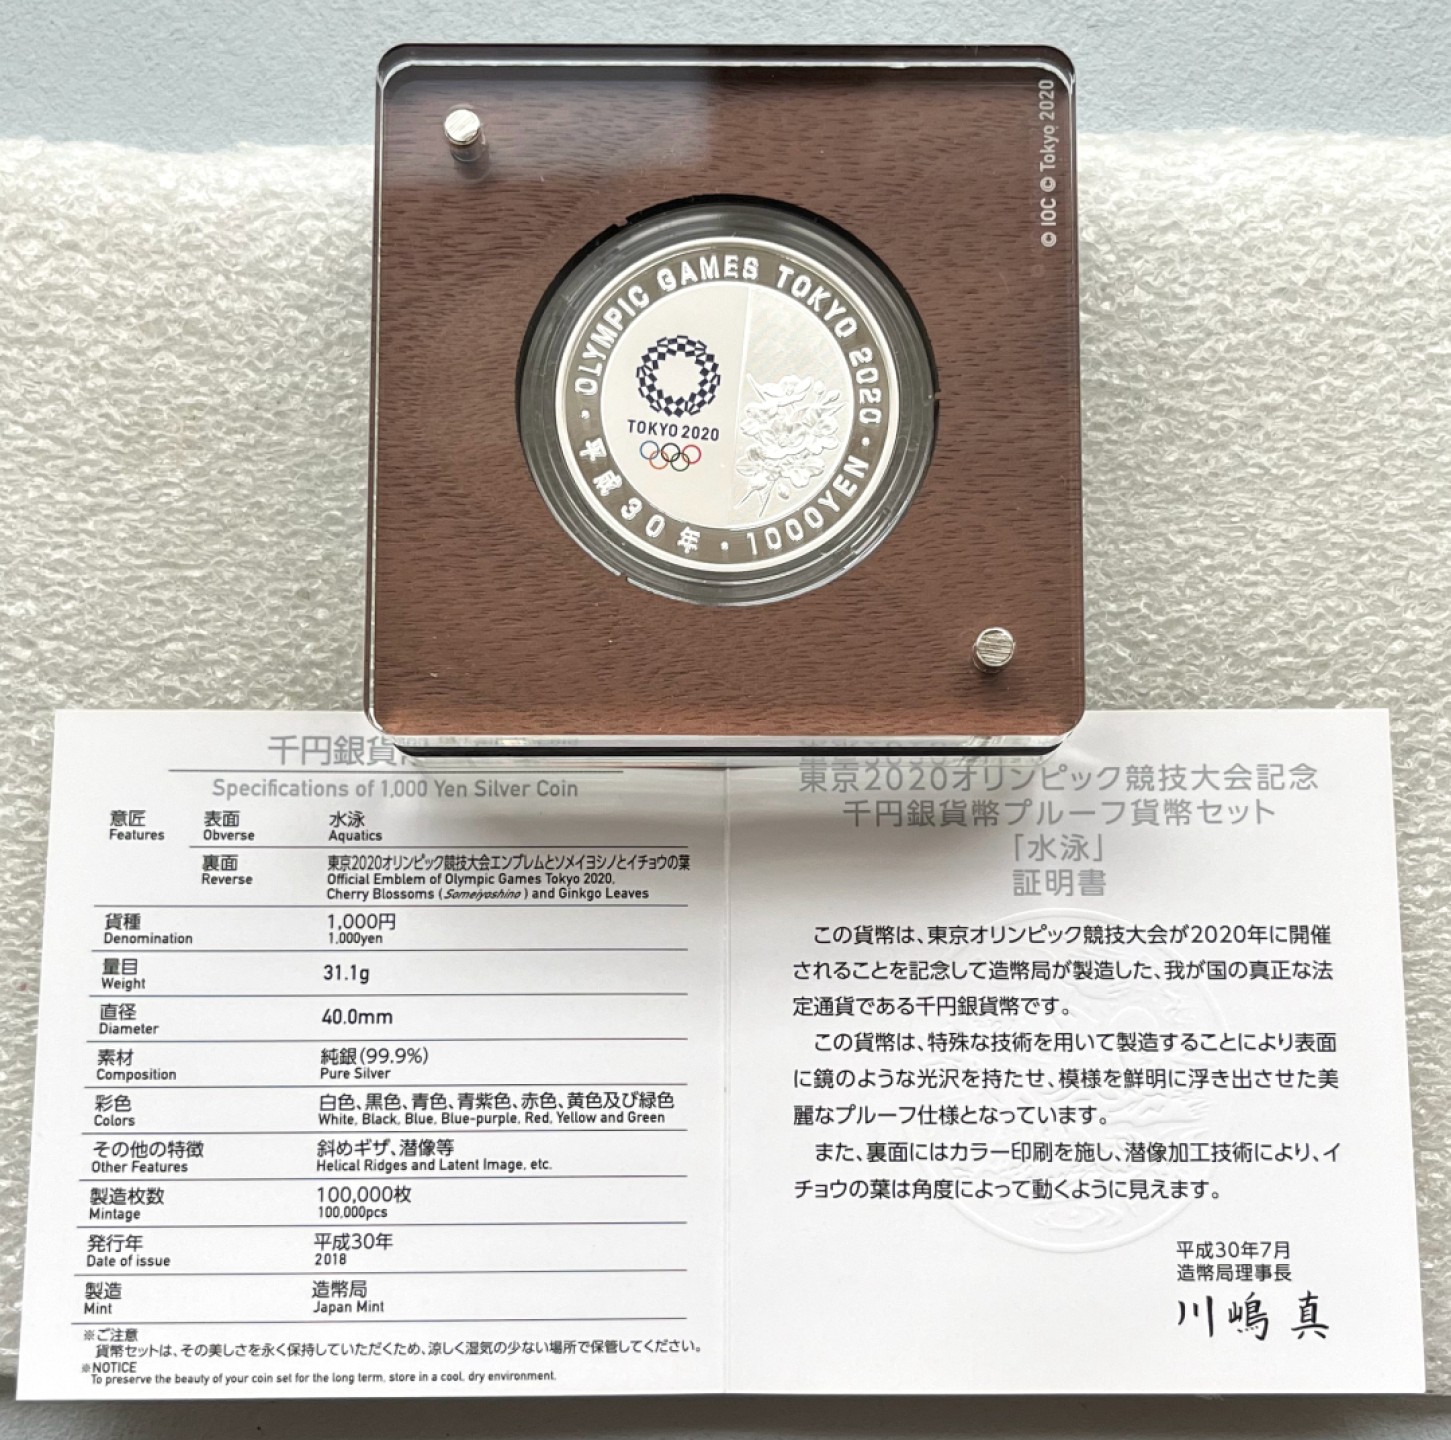 © IOC © Tokyo 2020
OLYMPIC GAMES TOKYO 2020
TOKYO 2020
平成30年・1000YEN
千円銀貨
Specifications of 1,000 Yen Silver Coin
意匠 表面 水泳
Features Obverse Aquatics
裏面 東京2020オリンピック競技大会エンブレムとソメイヨシノとイチョウの葉
Reverse Official Emblem of Olympic Games Tokyo 2020,
Cherry Blossoms (Someiyoshino) and Ginkgo Leaves
貨種 1,000円
Denomination 1,000yen
量目 31.1g
Weight
直径 40.0mm
Diameter
素材 純銀(99.9%)
Composition Pure Silver
彩色 白色、黒色、青色、青紫色、赤色、黄色及び緑色
Colors White, Black, Blue, Blue-purple, Red, Yellow and Green
その他の特徴 斜めギザ、潜像等
Other Features Helical Ridges and Latent Image, etc.
製造枚数 100,000枚
Mintage 100,000pcs
発行年 平成30年
Date of issue 2018
製造 造幣局
Mint Japan Mint
※ご注意
貨幣セットは、その美しさを永く保持していただくため、涼しく湿気の少ない場所で保管してください。
※NOTICE
To preserve the beauty of your coin set for the long term, store in a cool, dry environment.
東京2020オリンピック競技大会記念
千円銀貨幣プルーフ貨幣セット
「水泳」
証明書
この貨幣は、東京オリンピック競技大会が2020年に開催
されることを記念して造幣局が製造した、我が国の真正な法
定通貨である千円銀貨幣です。
この貨幣は、特殊な技術を用いて製造することにより表面
に鏡のような光沢を持たせ、模様を鮮明に浮き出させた美
麗なプルーフ仕様となっています。
また、裏面にはカラー印刷を施し、潜像加工技術により、イ
チョウの葉は角度によって動くように見えます。
平成30年7月
造幣局理事長
川嶋 真